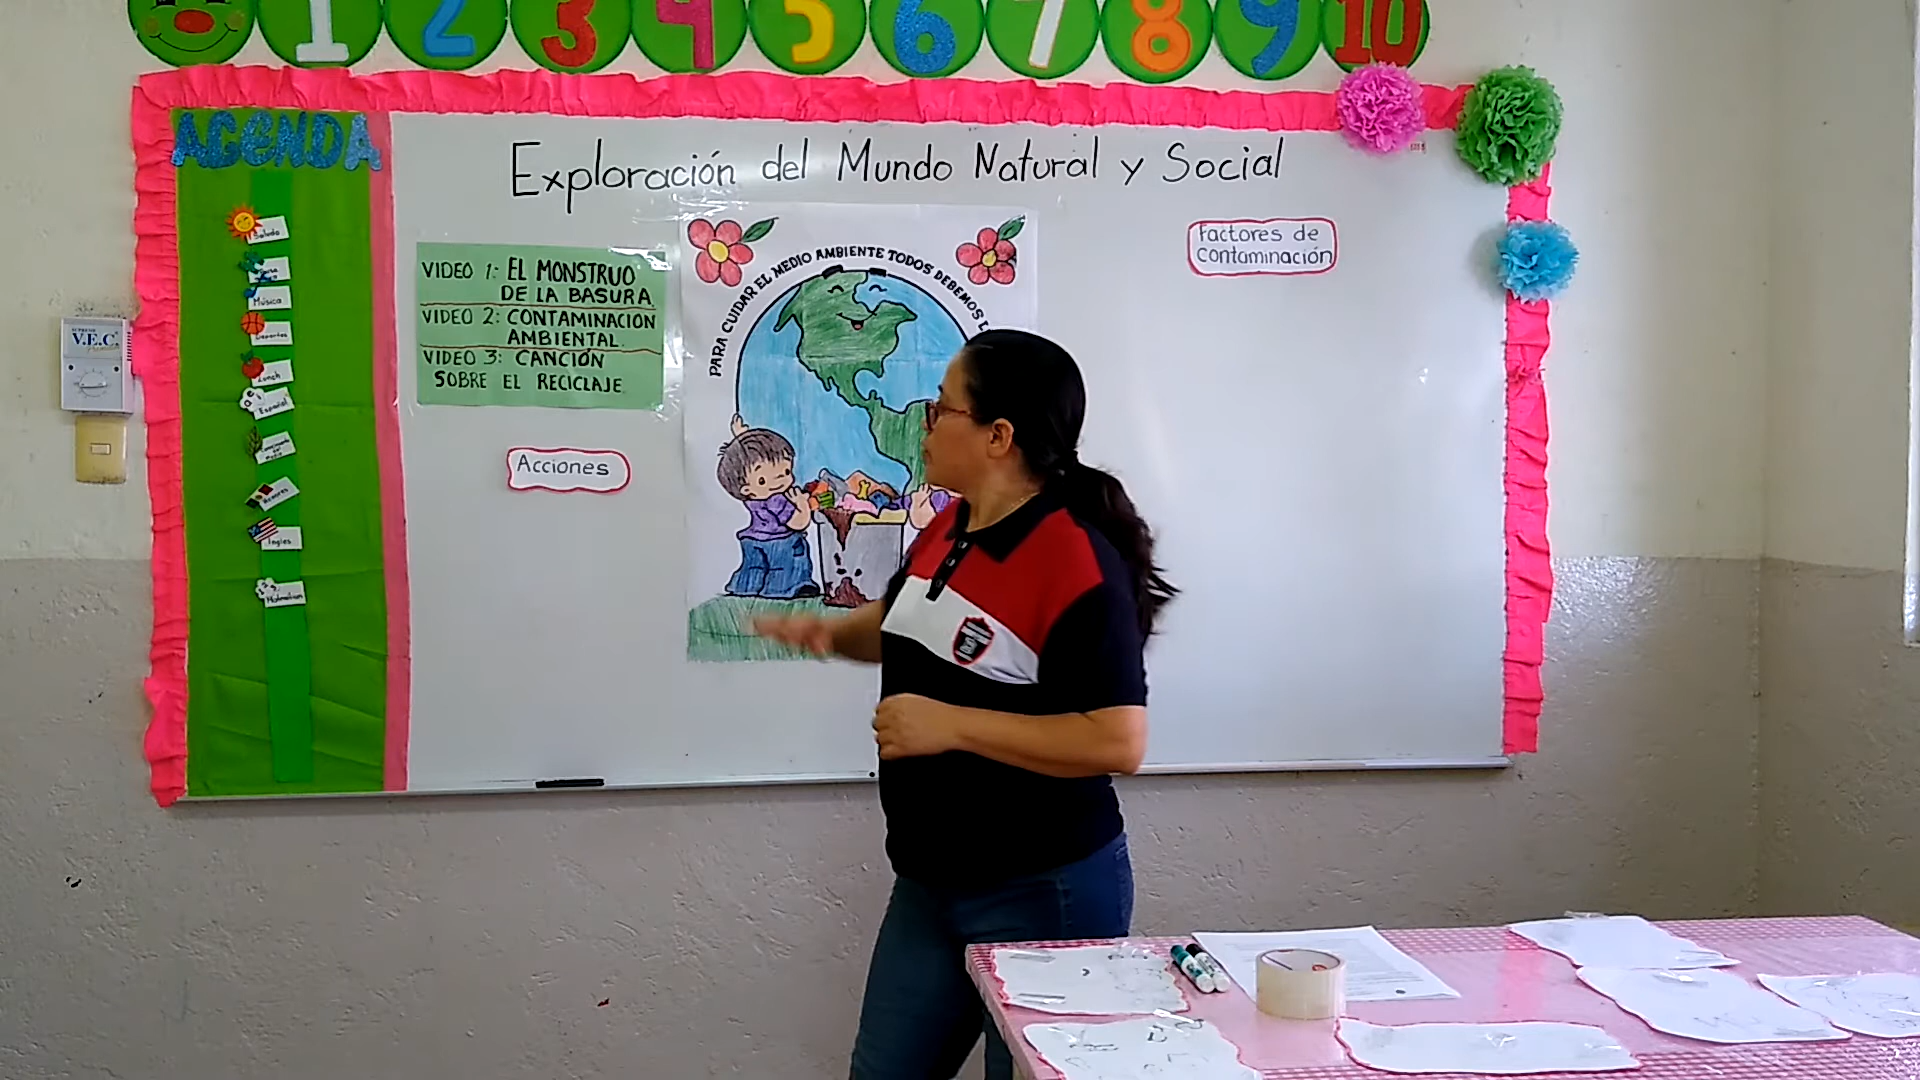 1 2 3 4 5 6 7 8 9 10
AGENDA
Saludo
Música
Deportes
Lunch
Español
Honores
Ingles
V.E.C.
Exploración del Mundo Natural y Social
VIDEO 1: EL MONSTRUO
DE LA BASURA.
VIDEO 2: CONTAMINACION
AMBIENTAL.
VIDEO 3: CANCIÓN
SOBRE EL RECICLAJE.
Acciones
PARA CUIDAR EL MEDIO AMBIENTE TODOS DEBEMOS
Factores de
contaminación